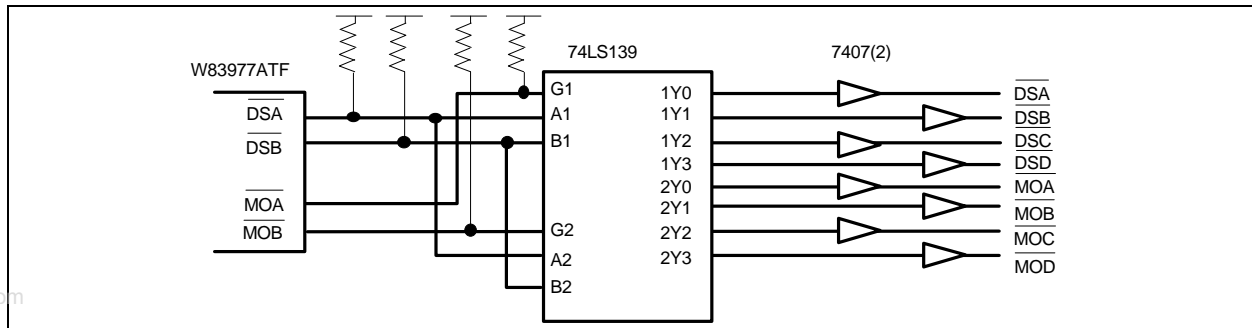 74LS139
7407(2)
W83977ATF
DSA
DSB
MOA
MOB
G1
A1
B1
G2
A2
B2
1Y0
1Y1
1Y2
1Y3
2Y0
2Y1
2Y2
2Y3
DSA
DSB
DSC
DSD
MOA
MOB
MOC
MOD
om